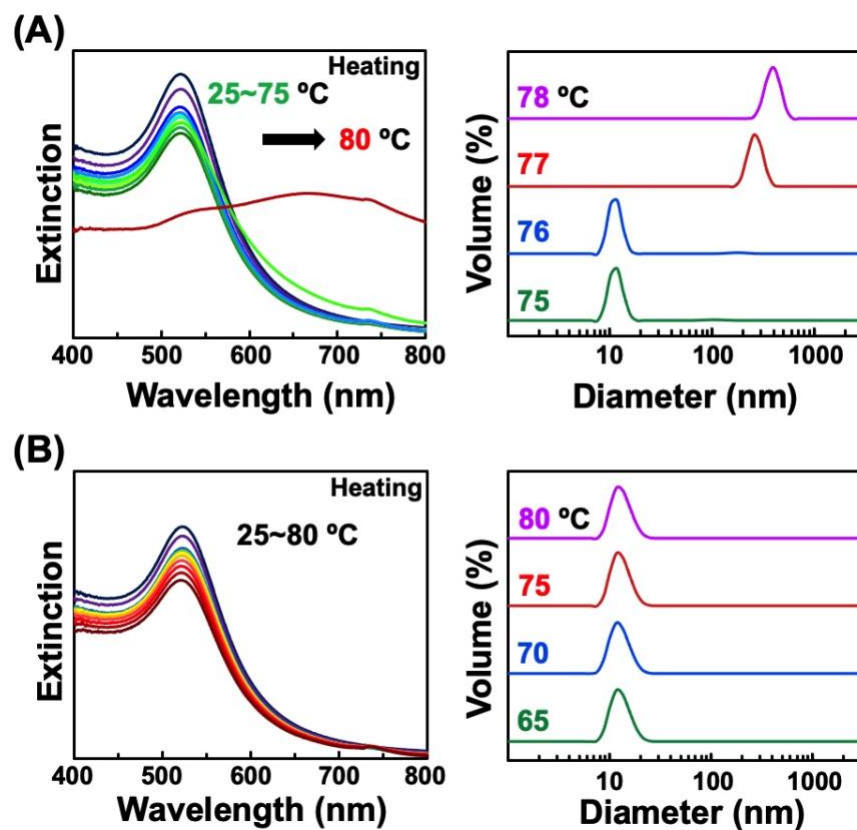 (A)
Heating
25~75 ºC
80 ºC
Extinction
400 500 600 700 800
Wavelength (nm)
78 ºC
77
76
75
Volume (%)
10 100 1000
Diameter (nm)
(B)
Heating
25~80 ºC
Extinction
400 500 600 700 800
Wavelength (nm)
80 ºC
75
70
65
Volume (%)
10 100 1000
Diameter (nm)